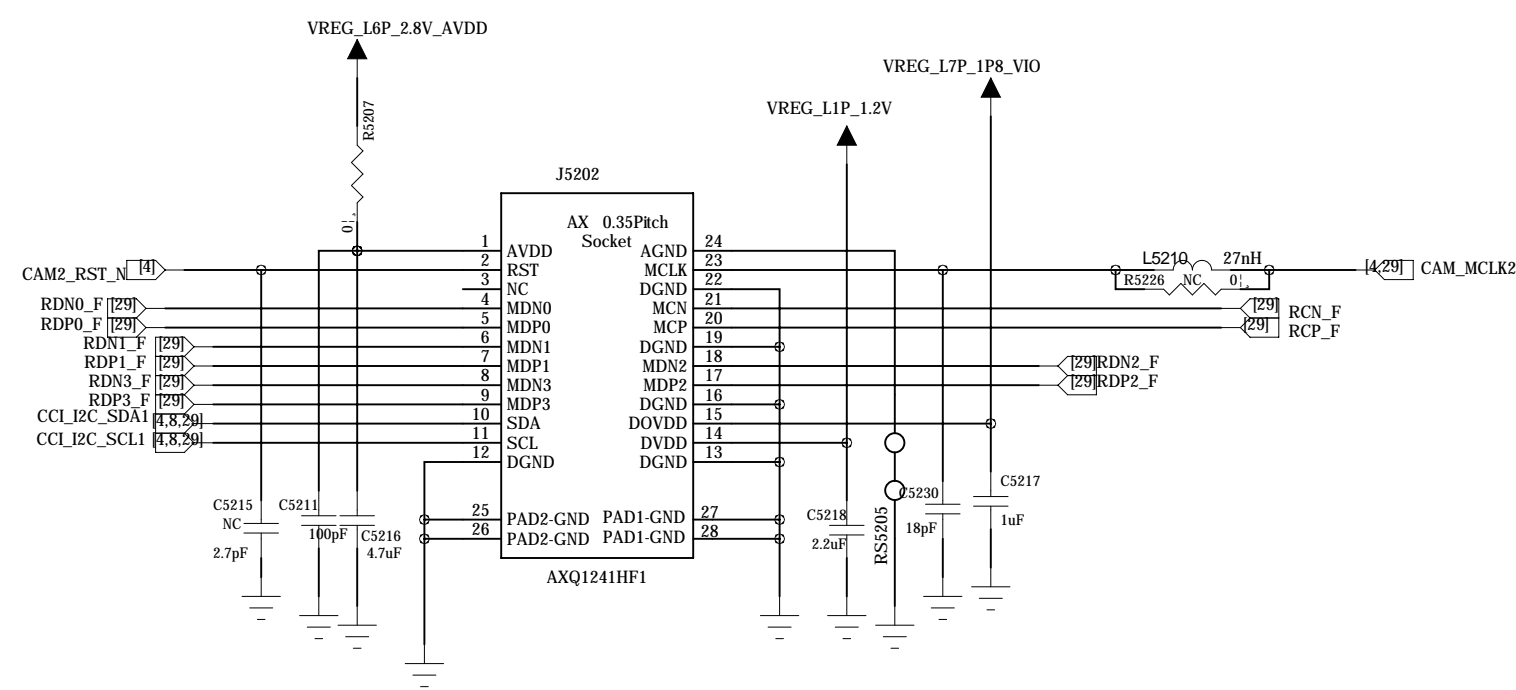 VREG_L6P_2.8V_AVDD
VREG_L7P_1P8_VIO
VREG_L1P_1.2V
R5207
0
J5202
AX 0.35Pitch
Socket
1 AVDD
2 RST
3 NC
4 MDN0
5 MDP0
6 MDN1
7 MDP1
8 MDN3
9 MDP3
10 SDA
11 SCL
12 DGND
25 PAD2-GND
26 PAD2-GND
AGND 24
MCLK 23
DGND 22
MCN 21
MCP 20
DGND 19
MDN2 18
MDP2 17
DGND 16
DOVDD 15
DVDD 14
DGND 13
PAD1-GND 27
PAD1-GND 28
AXQ1241HF1
CAM2_RST_N [4]
RDN0_F [29]
RDP0_F [29]
RDN1_F [29]
RDP1_F [29]
RDN3_F [29]
RDP3_F [29]
CCI_I2C_SDA1 [4,8,29]
CCI_I2C_SCL1 [4,8,29]
L5210 27nH
R5226 NC 0
[4,29] CAM_MCLK2
[29] RCN_F
[29] RCP_F
[29]RDN2_F
[29]RDP2_F
C5215
NC
2.7pF
C5211
100pF
C5216
4.7uF
C5218
2.2uF
RS5205
C5230
18pF
C5217
1uF